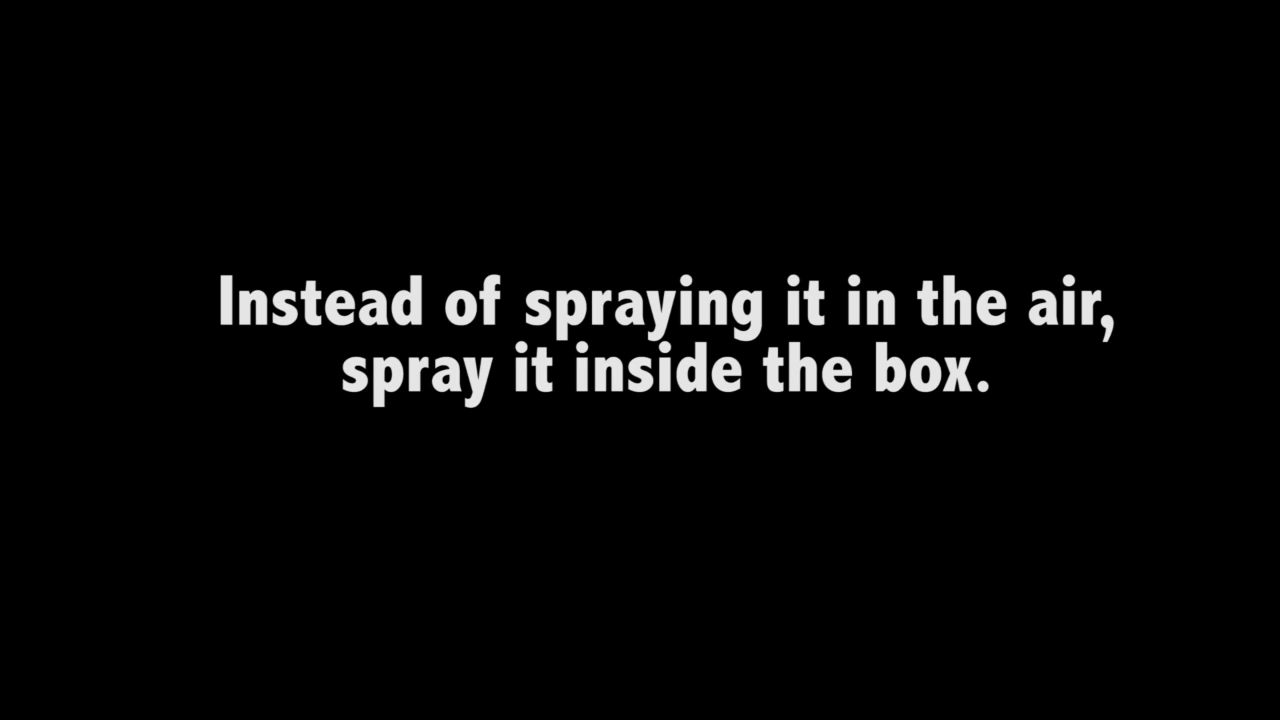 Instead of spraying it in the air,
spray it inside the box.